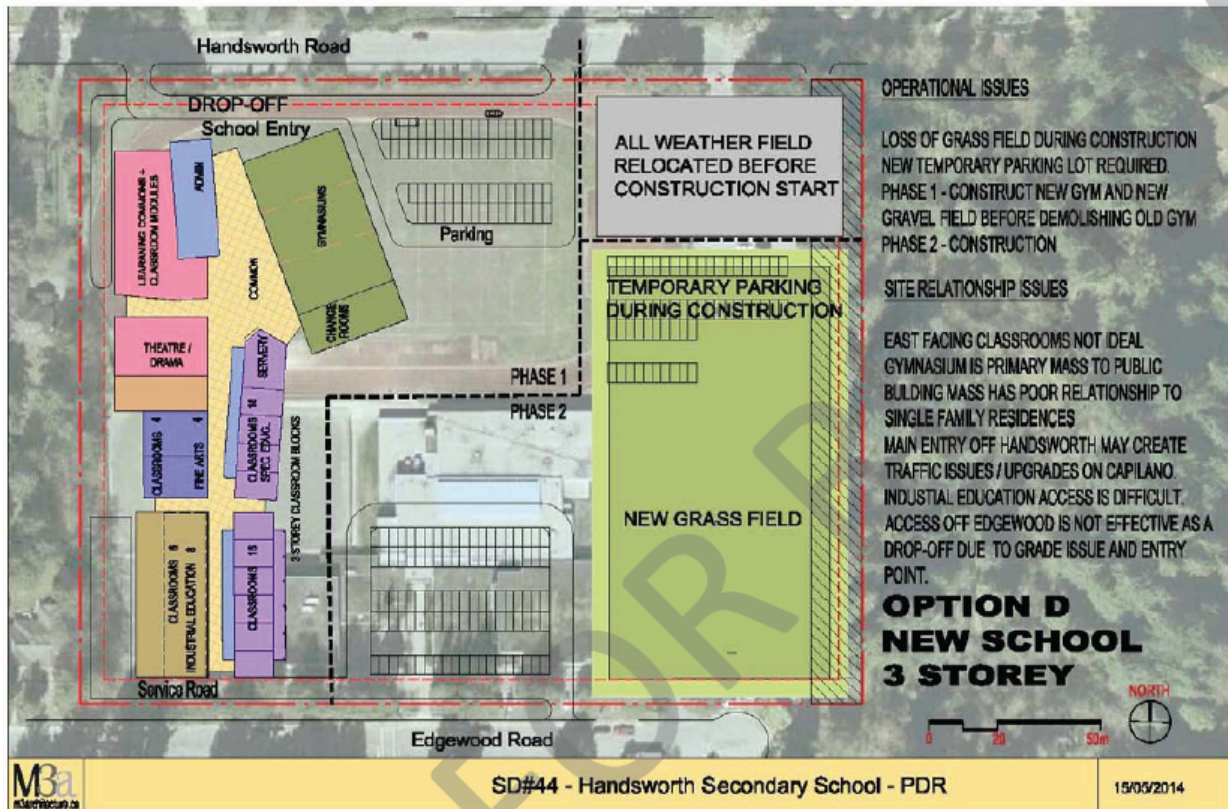 Handsworth Road
DROP-OFF
School Entry
LEARNING COMMONS +
CLASSROOM MODULES
ADMIN
GYMNASIUMS
COMMON
CHANGE
ROOMS
Parking
ALL WEATHER FIELD
RELOCATED BEFORE
CONSTRUCTION START
TEMPORARY PARKING
DURING CONSTRUCTION
THEATRE /
DRAMA
SERVERY
PHASE 1
PHASE 2
CLASSROOMS 4
FINE ARTS 4
CLASSROOMS
SPEC. EDUC.
3 STOREY CLASSROOM BLOCKS
NEW GRASS FIELD
CLASSROOMS 6
INDUSTRIAL EDUCATION 8
CLASSROOMS 15
Service Road
Edgewood Road
OPERATIONAL ISSUES
LOSS OF GRASS FIELD DURING CONSTRUCTION
NEW TEMPORARY PARKING LOT REQUIRED.
PHASE 1 - CONSTRUCT NEW GYM AND NEW
GRAVEL FIELD BEFORE DEMOLISHING OLD GYM
PHASE 2 - CONSTRUCTION
SITE RELATIONSHIP ISSUES
EAST FACING CLASSROOMS NOT IDEAL
GYMNASIUM IS PRIMARY MASS TO PUBLIC
BULDING MASS HAS POOR RELATIONSHIP TO
SINGLE FAMILY RESIDENCES
MAIN ENTRY OFF HANDSWORTH MAY CREATE
TRAFFIC ISSUES / UPGRADES ON CAPILANO.
INDUSTIAL EDUCATION ACCESS IS DIFFICULT.
ACCESS OFF EDGEWOOD IS NOT EFFECTIVE AS A
DROP-OFF DUE TO GRADE ISSUE AND ENTRY
POINT.
OPTION D
NEW SCHOOL
3 STOREY
NORTH
0 20 50m
M3a
m3architecture.ca
SD#44 - Handsworth Secondary School - PDR
15/05/2014
FOR P